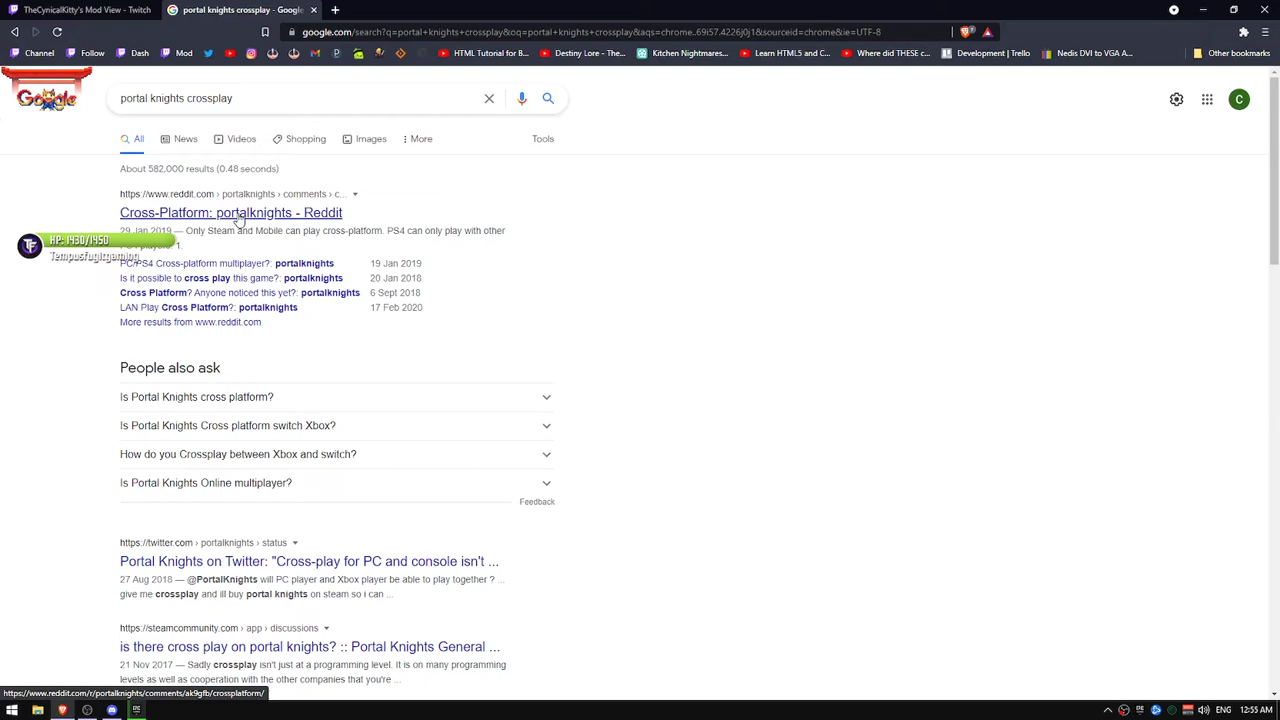 TheCynicalKitty's Mod View - Twitch
portal knights crossplay - Google
google.com/search?q=portal+knights+crossplay&oq=portal+knights+crossplay&aqs=chrome..69i57.4226j0j1&sourceid=chrome&ie=UTF-8
Channel
Follow
Dash
Mod
HTML Tutorial for B...
Destiny Lore - The...
Kitchen Nightmares...
Learn HTML5 and C...
Where did THESE c...
Development | Trello
Nedis DVI to VGA A...
Other bookmarks
Google
portal knights crossplay
C
All
News
Videos
Shopping
Images
More
Tools
About 582,000 results (0.48 seconds)
https://www.reddit.com › portalknights › comments › c...
Cross-Platform: portalknights - Reddit
29 Jan 2019 — Only Steam and Mobile can play cross-platform. PS4 can only play with other
1.
TF
HP: 1430/1450
Tempusfugitgaming
PC/PS4 Cross-platform multiplayer?: portalknights 19 Jan 2019
Is it possible to cross play this game?: portalknights 20 Jan 2018
Cross Platform? Anyone noticed this yet?: portalknights 6 Sept 2018
LAN Play Cross Platform?: portalknights 17 Feb 2020
More results from www.reddit.com
People also ask
Is Portal Knights cross platform?
Is Portal Knights Cross platform switch Xbox?
How do you Crossplay between Xbox and switch?
Is Portal Knights Online multiplayer?
Feedback
https://twitter.com › portalknights › status
Portal Knights on Twitter: "Cross-play for PC and console isn't ...
27 Aug 2018 — @PortalKnights will PC player and Xbox player be able to play together ? ...
give me crossplay and ill buy portal knights on steam so i can ...
https://steamcommunity.com › app › discussions
is there cross play on portal knights? :: Portal Knights General ...
21 Nov 2017 — Sadly crossplay isn't just at a programming level. It is on many programming
levels as well as cooperation with the other companies that you're ...
https://www.reddit.com/r/portalknights/comments/ak9gfb/crossplatform/
ENG
12:55 AM